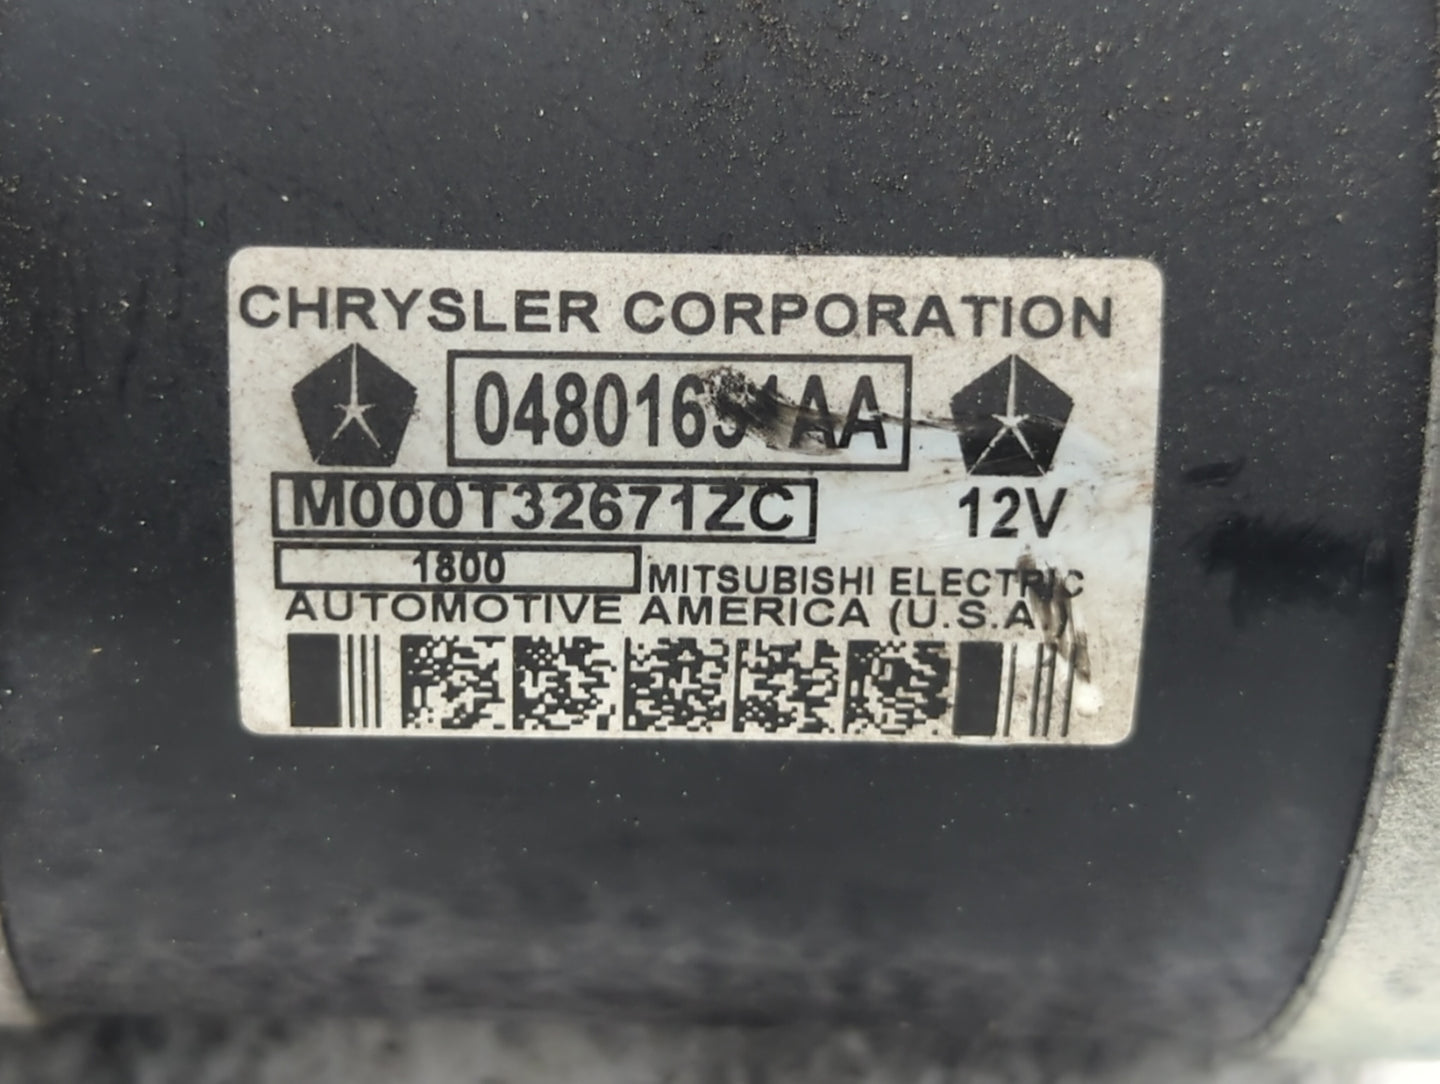 CHRYSLER CORPORATION
M000T32671ZC
12V
1800
MITSUBISHI ELECTRIC
AUTOMOTIVE AMERICA (U.S.A.)